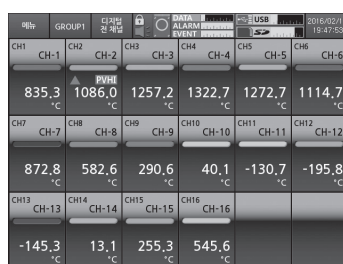 메뉴 GROUP1 디지털 전 채널 DATA ALARM EVENT USB SD 2016/02/1 19:47:53
CH1 CH-1 CH2 CH-2 CH3 CH-3 CH4 CH-4 CH5 CH-5 CH6 CH-6
PVHI
835.3 1086.0 1257.2 1322.7 1272.7 1114.7
°C °C °C °C °C °C
CH7 CH-7 CH8 CH-8 CH9 CH-9 CH10 CH-10 CH11 CH-11 CH12 CH-12
872.8 582.6 290.6 40.1 -130.7 -195.8
°C °C °C °C °C °C
CH13 CH-13 CH14 CH-14 CH15 CH-15 CH16 CH-16
-145.3 13.1 255.3 545.6
°C °C °C °C